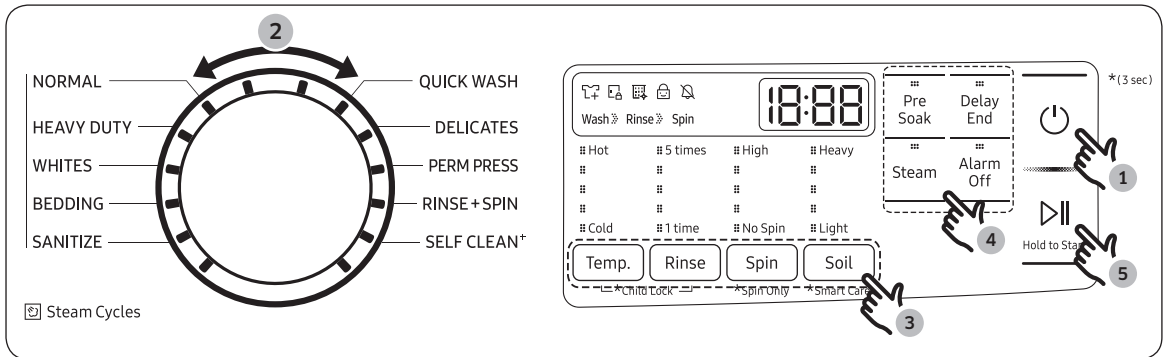 2
NORMAL
QUICK WASH
HEAVY DUTY
DELICATES
WHITES
PERM PRESS
BEDDING
RINSE+SPIN
SANITIZE
SELF CLEAN+
Steam Cycles
Wash Rinse Spin
18:88
Hot 5 times High Heavy
Cold 1 time No Spin Light
Temp. Rinse Spin Soil
*Child Lock *Spin Only *Smart Care
3
Pre
Soak
Delay
End
Steam
Alarm
Off
4
*(3 sec)
1
Hold to Start
5